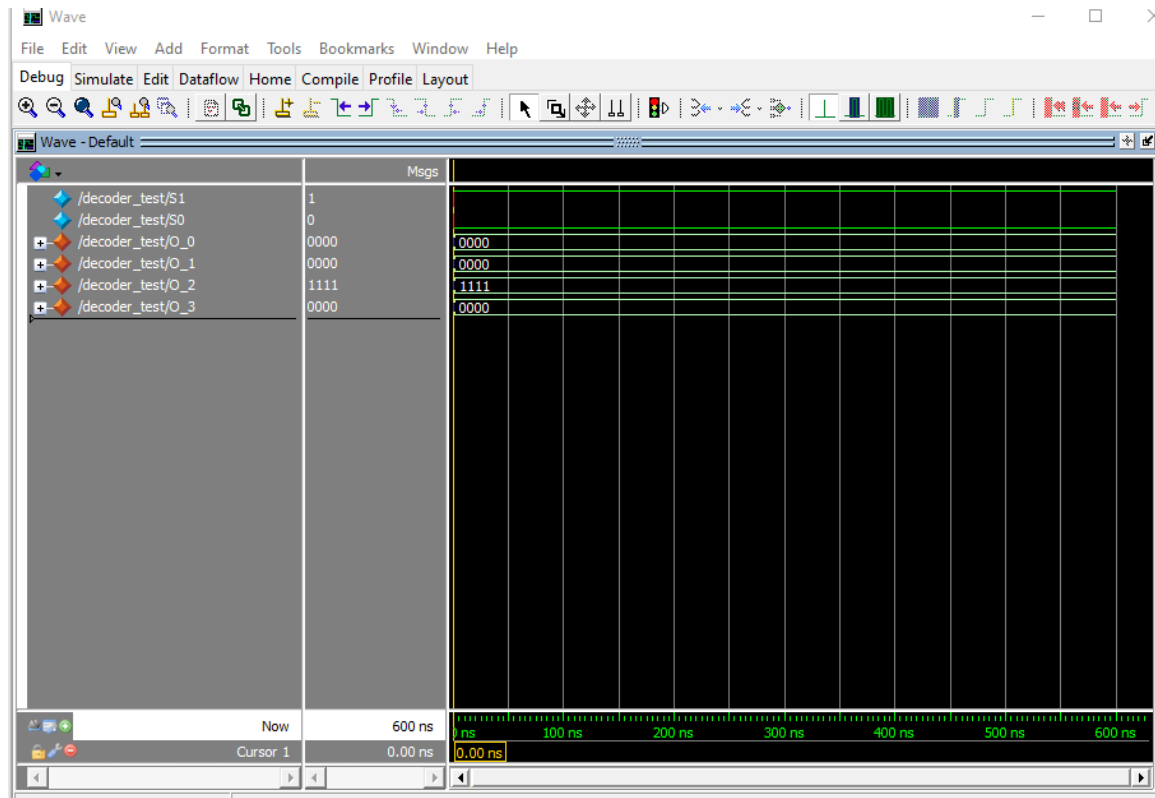 Wave
File Edit View Add Format Tools Bookmarks Window Help
Debug Simulate Edit Dataflow Home Compile Profile Layout
Wave - Default
Msgs
/decoder_test/S1 1
/decoder_test/S0 0
/decoder_test/O_0 0000 0000
/decoder_test/O_1 0000 0000
/decoder_test/O_2 1111 1111
/decoder_test/O_3 0000 0000
Now 600 ns ns 100 ns 200 ns 300 ns 400 ns 500 ns 600 ns
Cursor 1 0.00 ns 0.00 ns